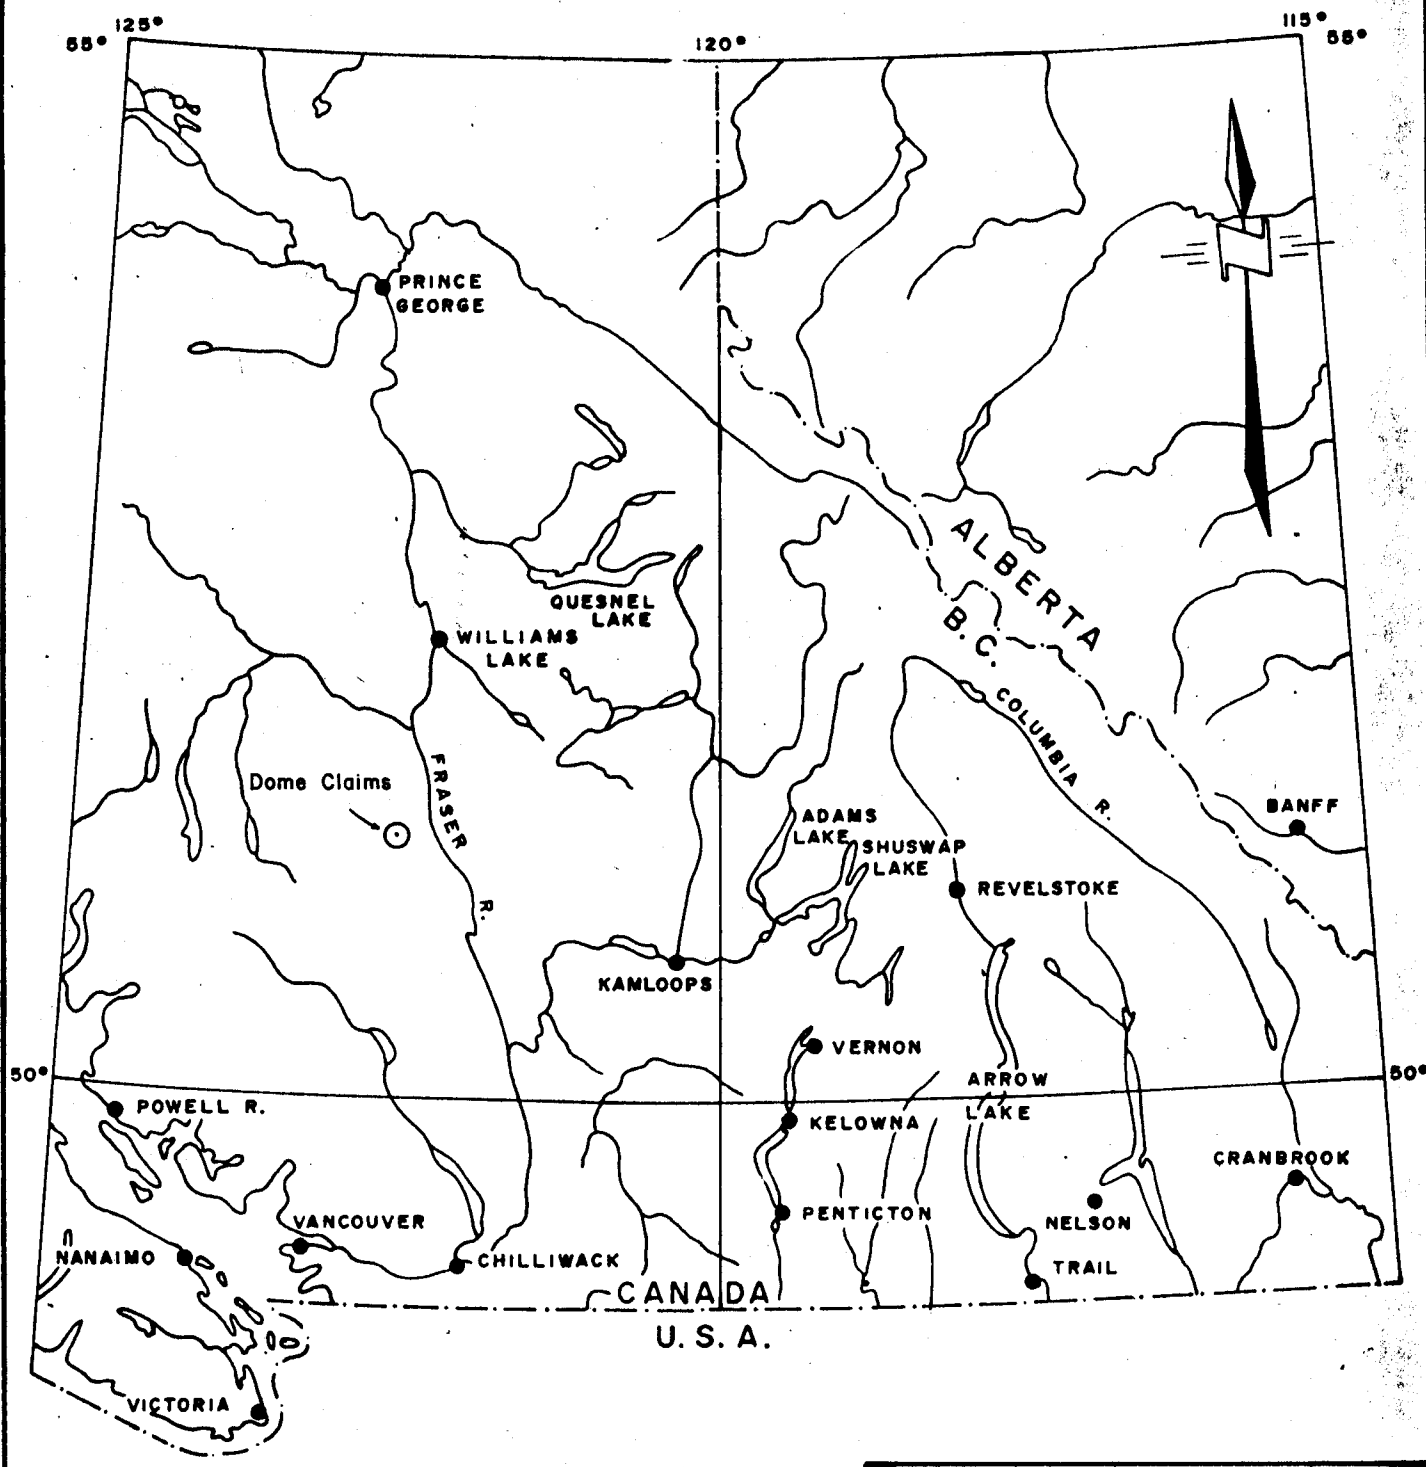 125°
115°
55°
120°
55°
PRINCE
GEORGE
ALBERTA
B.C.
QUESNEL
LAKE
WILLIAMS
LAKE
COLUMBIA R.
FRASER R.
Dome Claims
BANFF
ADAMS
LAKE
SHUSWAP
LAKE
REVELSTOKE
KAMLOOPS
VERNON
50°
ARROW
LAKE
50°
POWELL R.
KELOWNA
CRANBROOK
VANCOUVER
PENTICTON
NELSON
NANAIMO
CHILLIWACK
TRAIL
CANADA
U.S.A.
VICTORIA